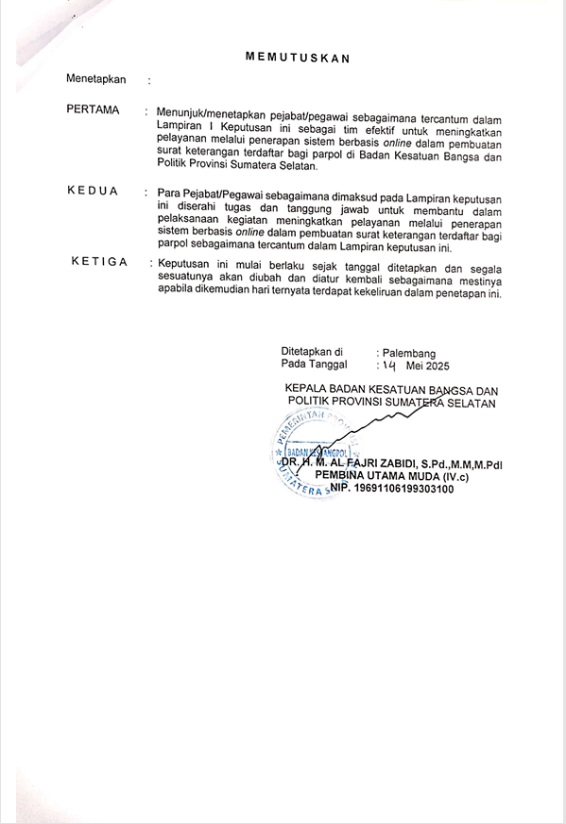 MEMUTUSKAN
Menetapkan :
PERTAMA : Menunjuk/menetapkan pejabat/pegawai sebagaimana tercantum dalam
Lampiran I Keputusan ini sebagai tim efektif untuk meningkatkan
pelayanan melalui penerapan sistem berbasis online dalam pembuatan
surat keterangan terdaftar bagi parpol di Badan Kesatuan Bangsa dan
Politik Provinsi Sumatera Selatan.
KEDUA : Para Pejabat/Pegawai sebagaimana dimaksud pada Lampiran keputusan
ini diserahi tugas dan tanggung jawab untuk membantu dalam
pelaksanaan kegiatan meningkatkan pelayanan melalui penerapan
sistem berbasis online dalam pembuatan surat keterangan terdaftar bagi
parpol sebagaimana tercantum dalam Lampiran keputusan ini.
KETIGA : Keputusan ini mulai berlaku sejak tanggal ditetapkan dan segala
sesuatunya akan diubah dan diatur kembali sebagaimana mestinya
apabila dikemudian hari ternyata terdapat kekeliruan dalam penetapan ini.
Ditetapkan di : Palembang
Pada Tanggal : 14 Mei 2025
KEPALA BADAN KESATUAN BANGSA DAN
POLITIK PROVINSI SUMATERA SELATAN
PEMERINTAH
BADAN KESBANGPOL
SUMATERA
DR. H. M. AL FAJRI ZABIDI, S.Pd.,M.M,M.PdI
PEMBINA UTAMA MUDA (IV.c)
NIP. 19691106199303100